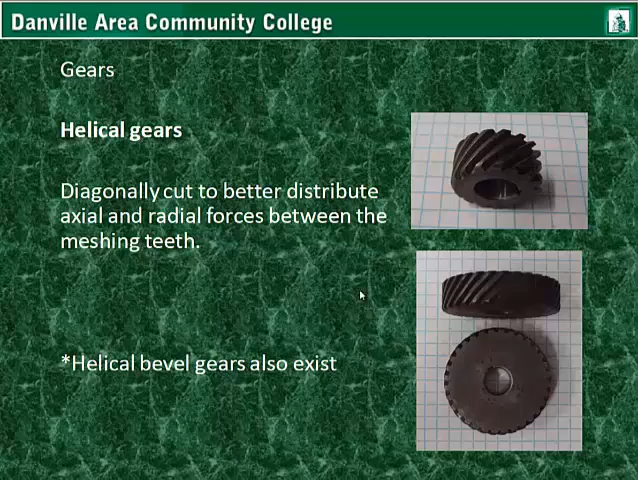 Danville Area Community College
Gears
Helical gears
Diagonally cut to better distribute
axial and radial forces between the
meshing teeth.
*Helical bevel gears also exist